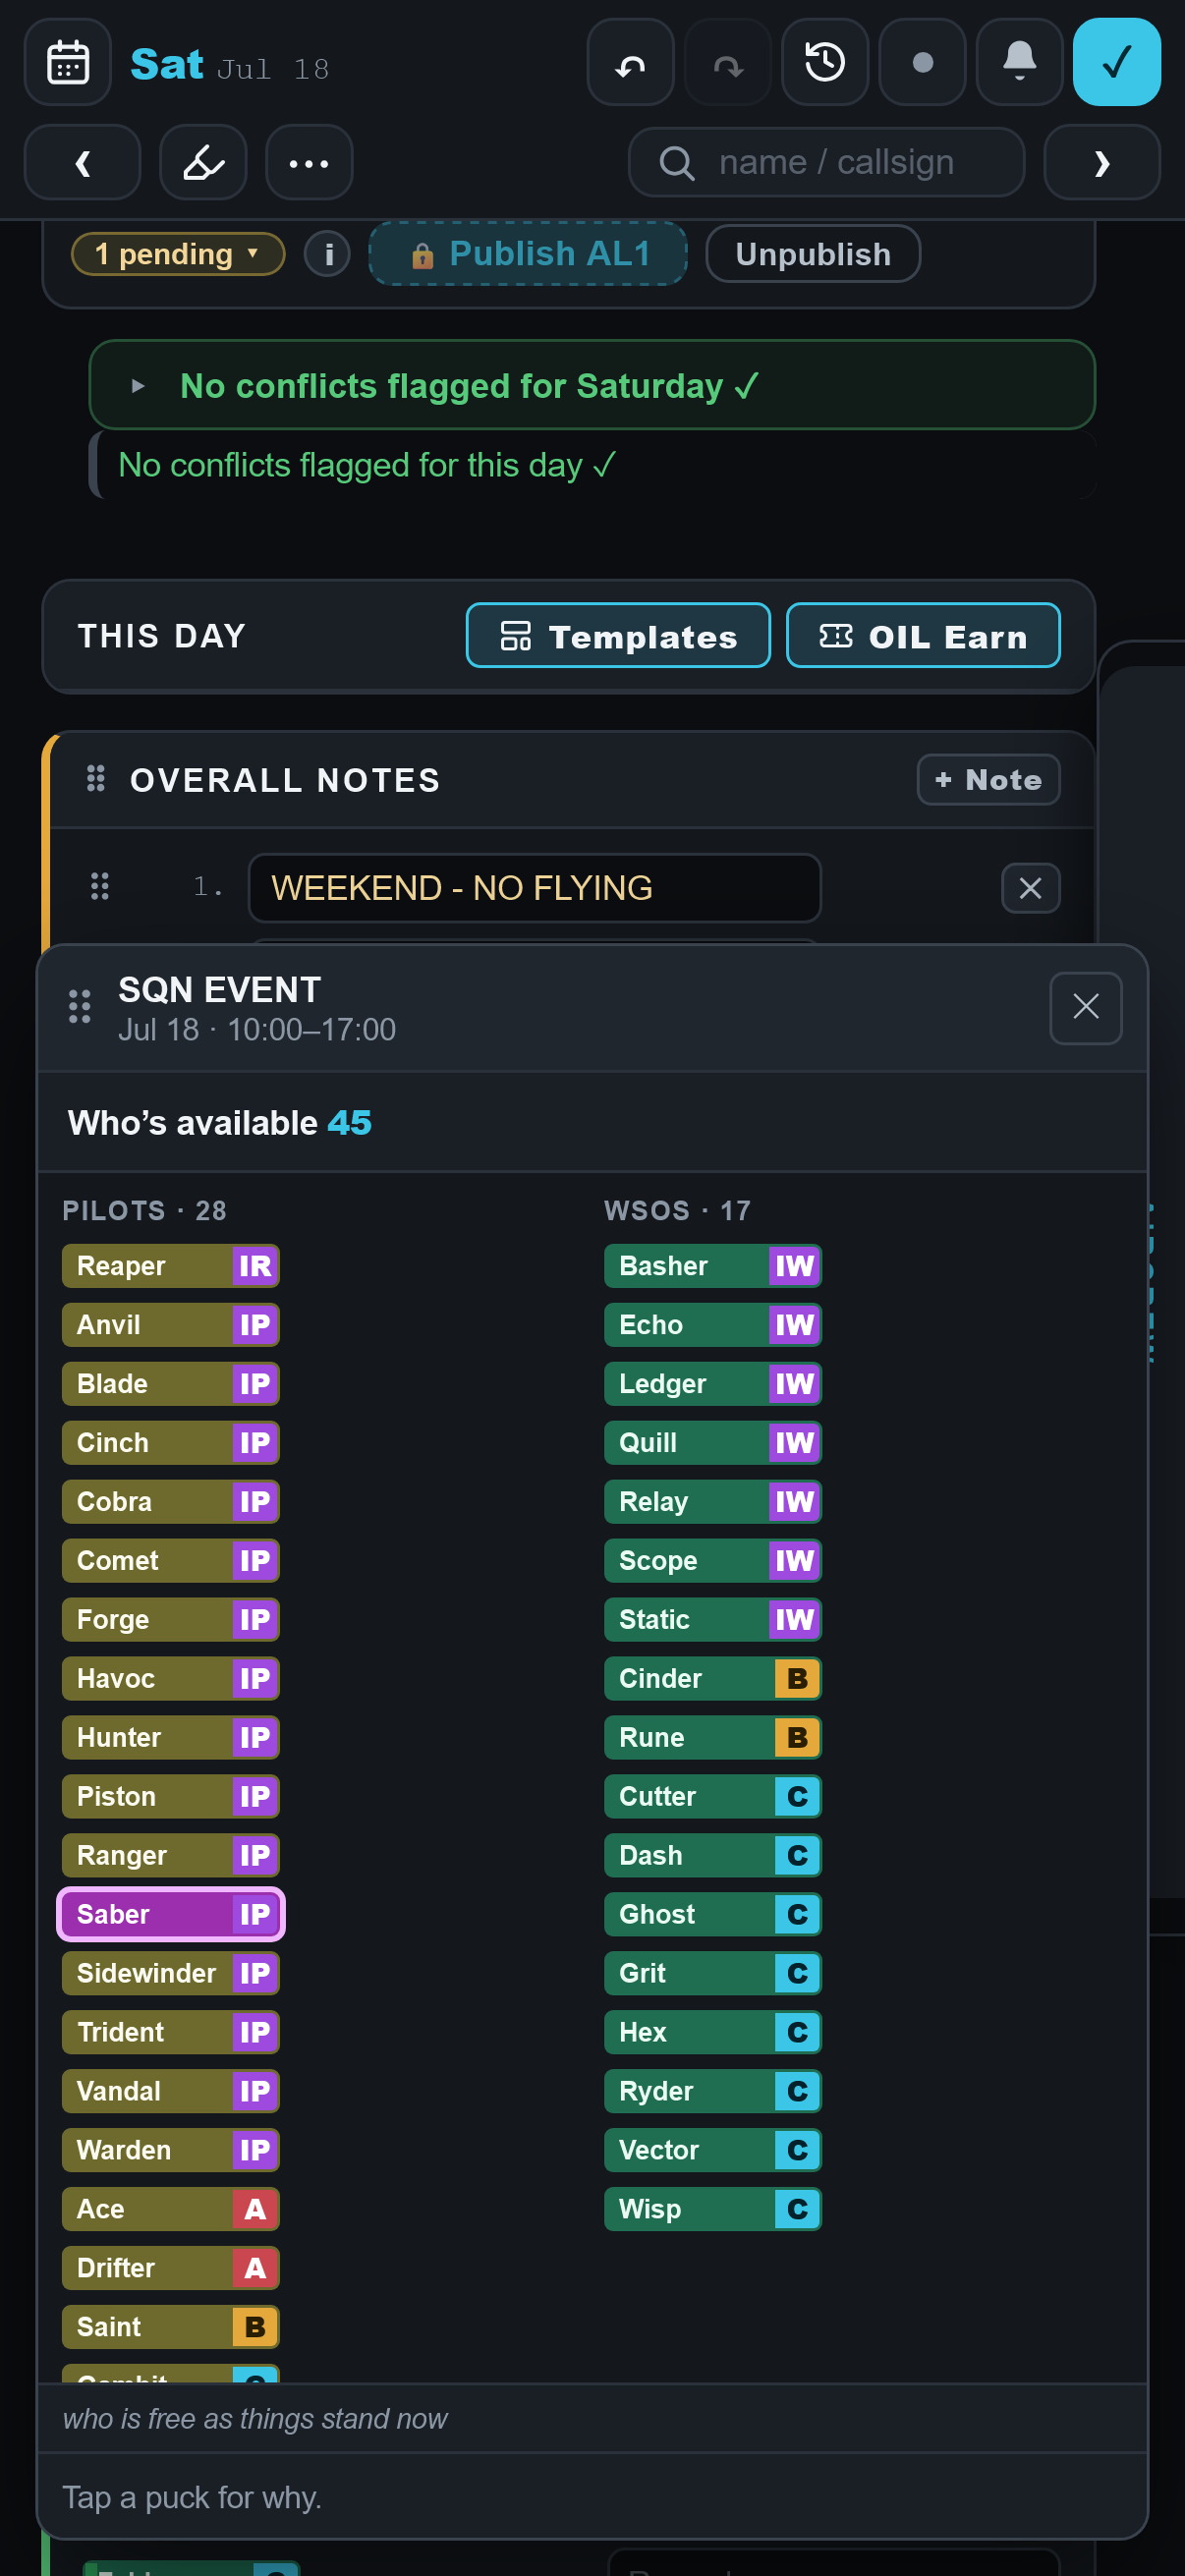 Sat Jul 18
name / callsign
1 pending ▾
i
Publish AL1
Unpublish
No conflicts flagged for Saturday ✓
No conflicts flagged for this day ✓
THIS DAY
Templates
OIL Earn
OVERALL NOTES
+ Note
1.
WEEKEND - NO FLYING
SQN EVENT
Jul 18 · 10:00–17:00
Who's available 45
PILOTS · 28
Reaper IR
Anvil IP
Blade IP
Cinch IP
Cobra IP
Comet IP
Forge IP
Havoc IP
Hunter IP
Piston IP
Ranger IP
Saber IP
Sidewinder IP
Trident IP
Vandal IP
Warden IP
Ace A
Drifter A
Saint B
WSOS · 17
Basher IW
Echo IW
Ledger IW
Quill IW
Relay IW
Scope IW
Static IW
Cinder B
Rune B
Cutter C
Dash C
Ghost C
Grit C
Hex C
Ryder C
Vector C
Wisp C
who is free as things stand now
Tap a puck for why.